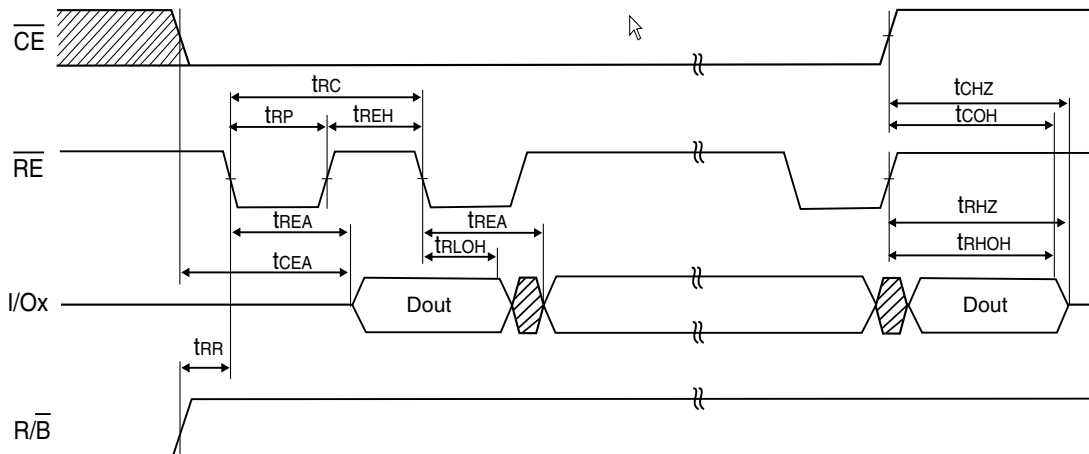 CE
tRC
tCHZ
tRP
tREH
tCOH
RE
tREA
tREA
tRHZ
tRLOH
tCEA
tRHOH
I/Ox
Dout
Dout
tRR
R/B